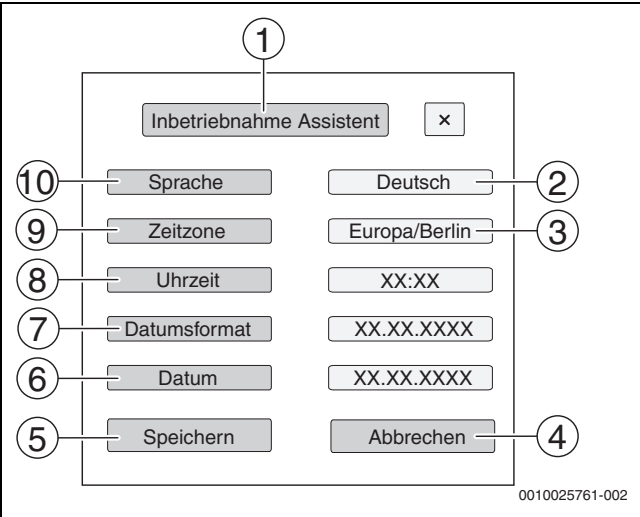 1
Inbetriebnahme Assistent ×
10 Sprache Deutsch 2
9 Zeitzone Europa/Berlin 3
8 Uhrzeit XX:XX
7 Datumsformat XX.XX.XXXX
6 Datum XX.XX.XXXX
5 Speichern Abbrechen 4
0010025761-002